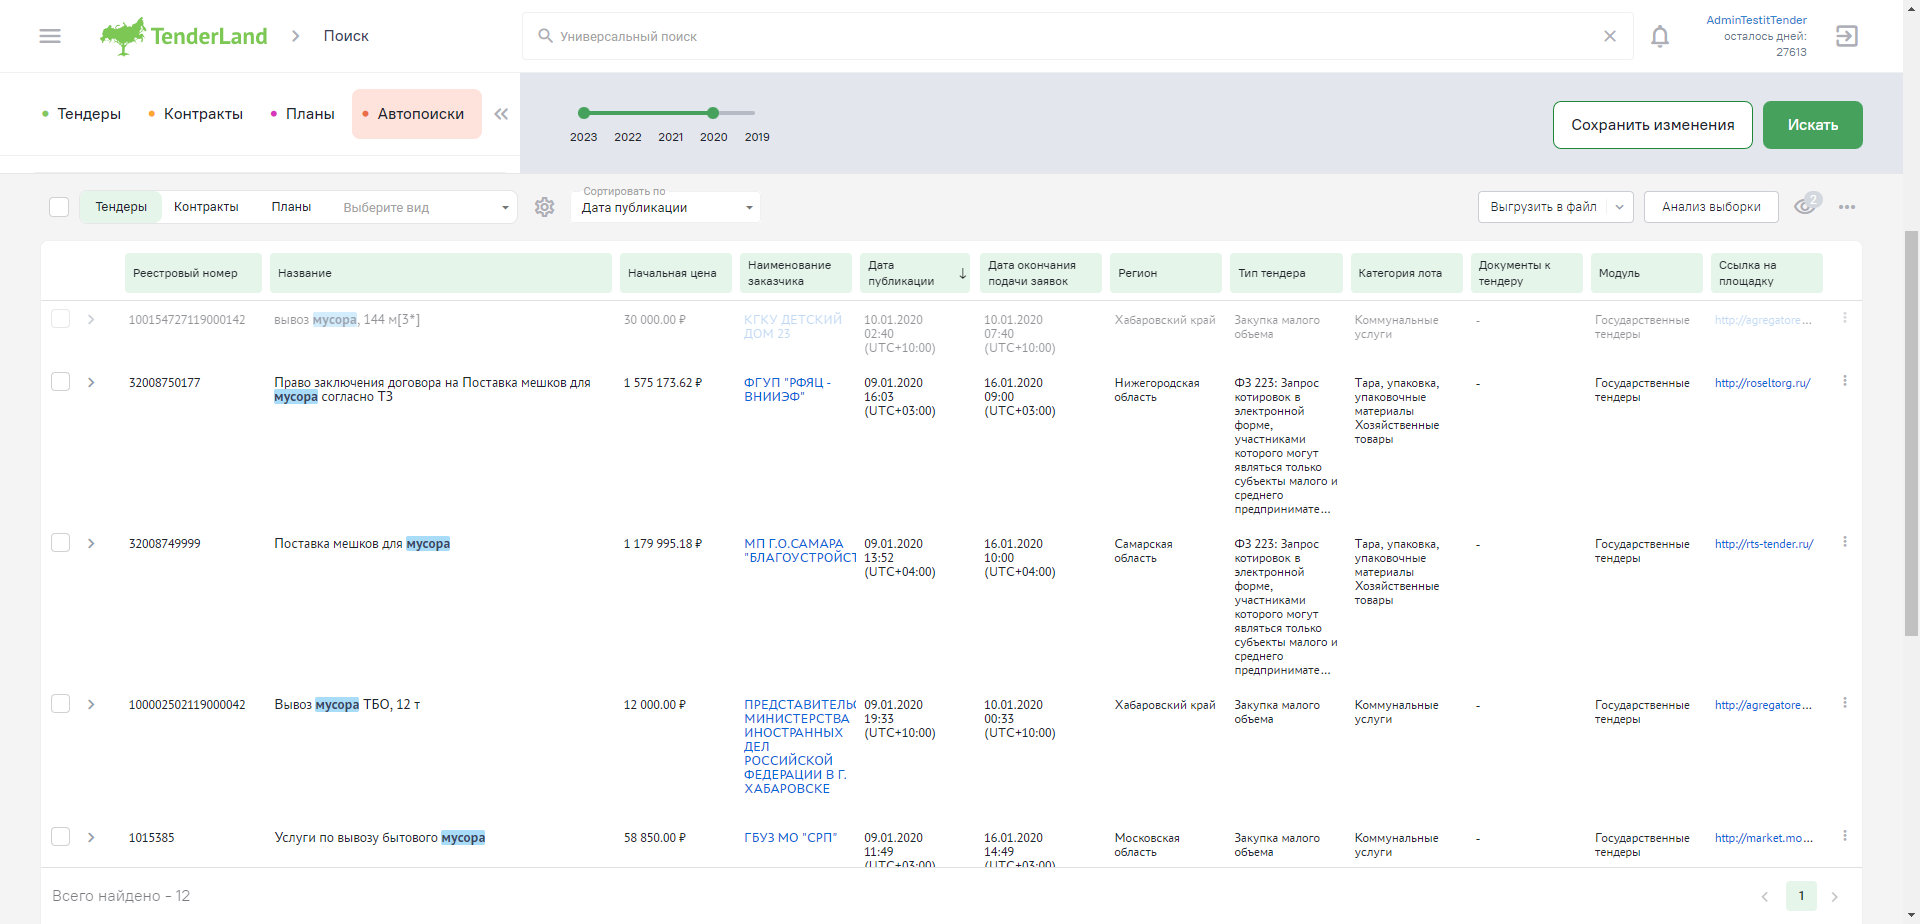 TenderLand
Поиск
Универсальный поиск
AdminTestitTender
осталось дней:
27613
Тендеры
Контракты
Планы
Автопоиски
2023 2022 2021 2020 2019
Сохранить изменения
Искать
Тендеры
Контракты
Планы
Выберите вид
Сортировать по
Дата публикации
Выгрузить в файл
Анализ выборки
2
Реестровый номер
Название
Начальная цена
Наименование
заказчика
Дата
публикации
Дата окончания
подачи заявок
Регион
Тип тендера
Категория лота
Документы к
тендеру
Модуль
Ссылка на
площадку
100154727119000142
вывоз мусора, 144 м[3*]
30 000.00 ₽
КГКУ ДЕТСКИЙ
ДОМ 23
10.01.2020
02:40
(UTC+10:00)
10.01.2020
07:40
(UTC+10:00)
Хабаровский край
Закупка малого
объема
Коммунальные
услуги
-
Государственные
тендеры
http://agregatore...
32008750177
Право заключения договора на Поставка мешков для
мусора согласно ТЗ
1 575 173.62 ₽
ФГУП "РФЯЦ -
ВНИИЭФ"
09.01.2020
16:03
(UTC+03:00)
16.01.2020
09:00
(UTC+03:00)
Нижегородская
область
ФЗ 223: Запрос
котировок в
электронной
форме,
участниками
которого могут
являться только
субъекты малого и
среднего
предпринимате...
Тара, упаковка,
упаковочные
материалы
Хозяйственные
товары
-
Государственные
тендеры
http://roseltorg.ru/
32008749999
Поставка мешков для мусора
1 179 995.18 ₽
МП Г.О.САМАРА
"БЛАГОУСТРОЙСТ
09.01.2020
13:52
(UTC+04:00)
16.01.2020
10:00
(UTC+04:00)
Самарская
область
ФЗ 223: Запрос
котировок в
электронной
форме,
участниками
которого могут
являться только
субъекты малого и
среднего
предпринимате...
Тара, упаковка,
упаковочные
материалы
Хозяйственные
товары
-
Государственные
тендеры
http://rts-tender.ru/
100002502119000042
Вывоз мусора ТБО, 12 т
12 000.00 ₽
ПРЕДСТАВИТЕЛЬС
МИНИСТЕРСТВА
ИНОСТРАННЫХ
ДЕЛ
РОССИЙСКОЙ
ФЕДЕРАЦИИ В Г.
ХАБАРОВСКЕ
09.01.2020
19:33
(UTC+10:00)
10.01.2020
00:33
(UTC+10:00)
Хабаровский край
Закупка малого
объема
Коммунальные
услуги
-
Государственные
тендеры
http://agregatore...
1015385
Услуги по вывозу бытового мусора
58 850.00 ₽
ГБУЗ МО "СРП"
09.01.2020
11:49
(UTC+03:00)
16.01.2020
14:49
(UTC+03:00)
Московская
область
Закупка малого
объема
Коммунальные
услуги
-
Государственные
тендеры
http://market.mo...
Всего найдено - 12
1